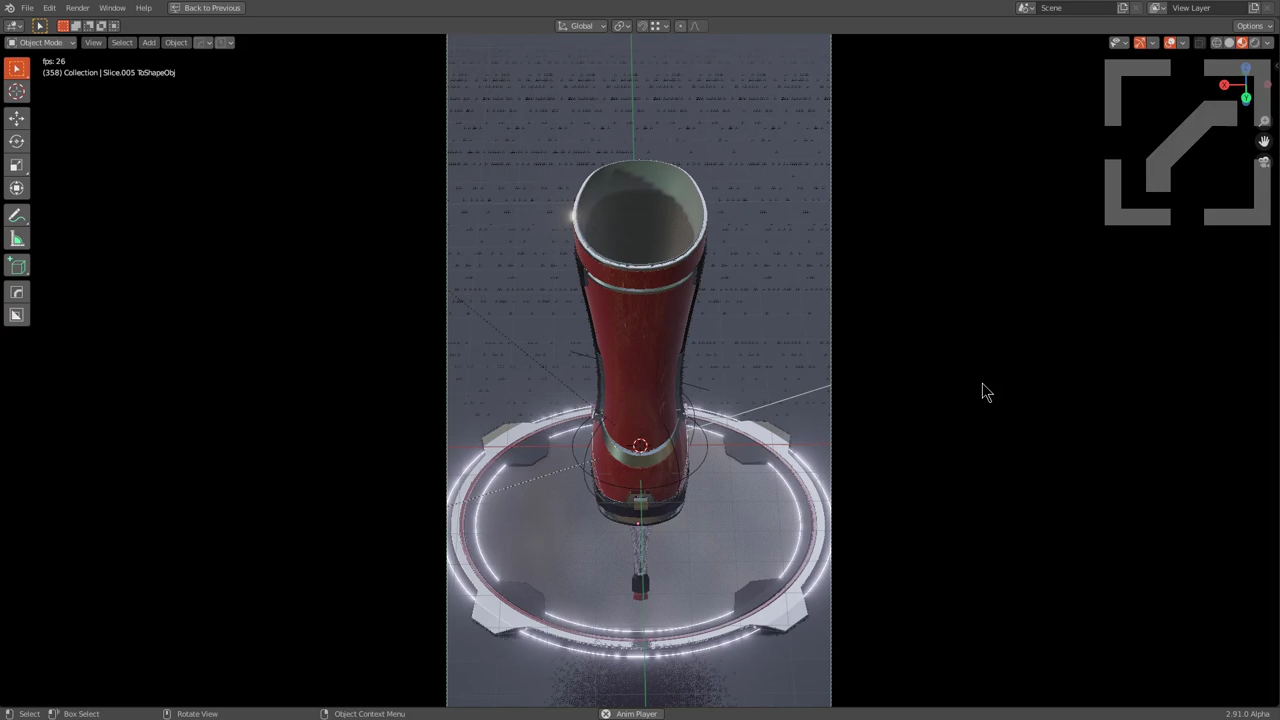 File Edit Render Window Help Back to Previous Scene View Layer
Global Options
Object Mode View Select Add Object
fps: 26
(358) Collection | Slice.005 ToShapeObj
X
Y
Select Box Select Rotate View Object Context Menu Anim Player 2.91.0 Alpha